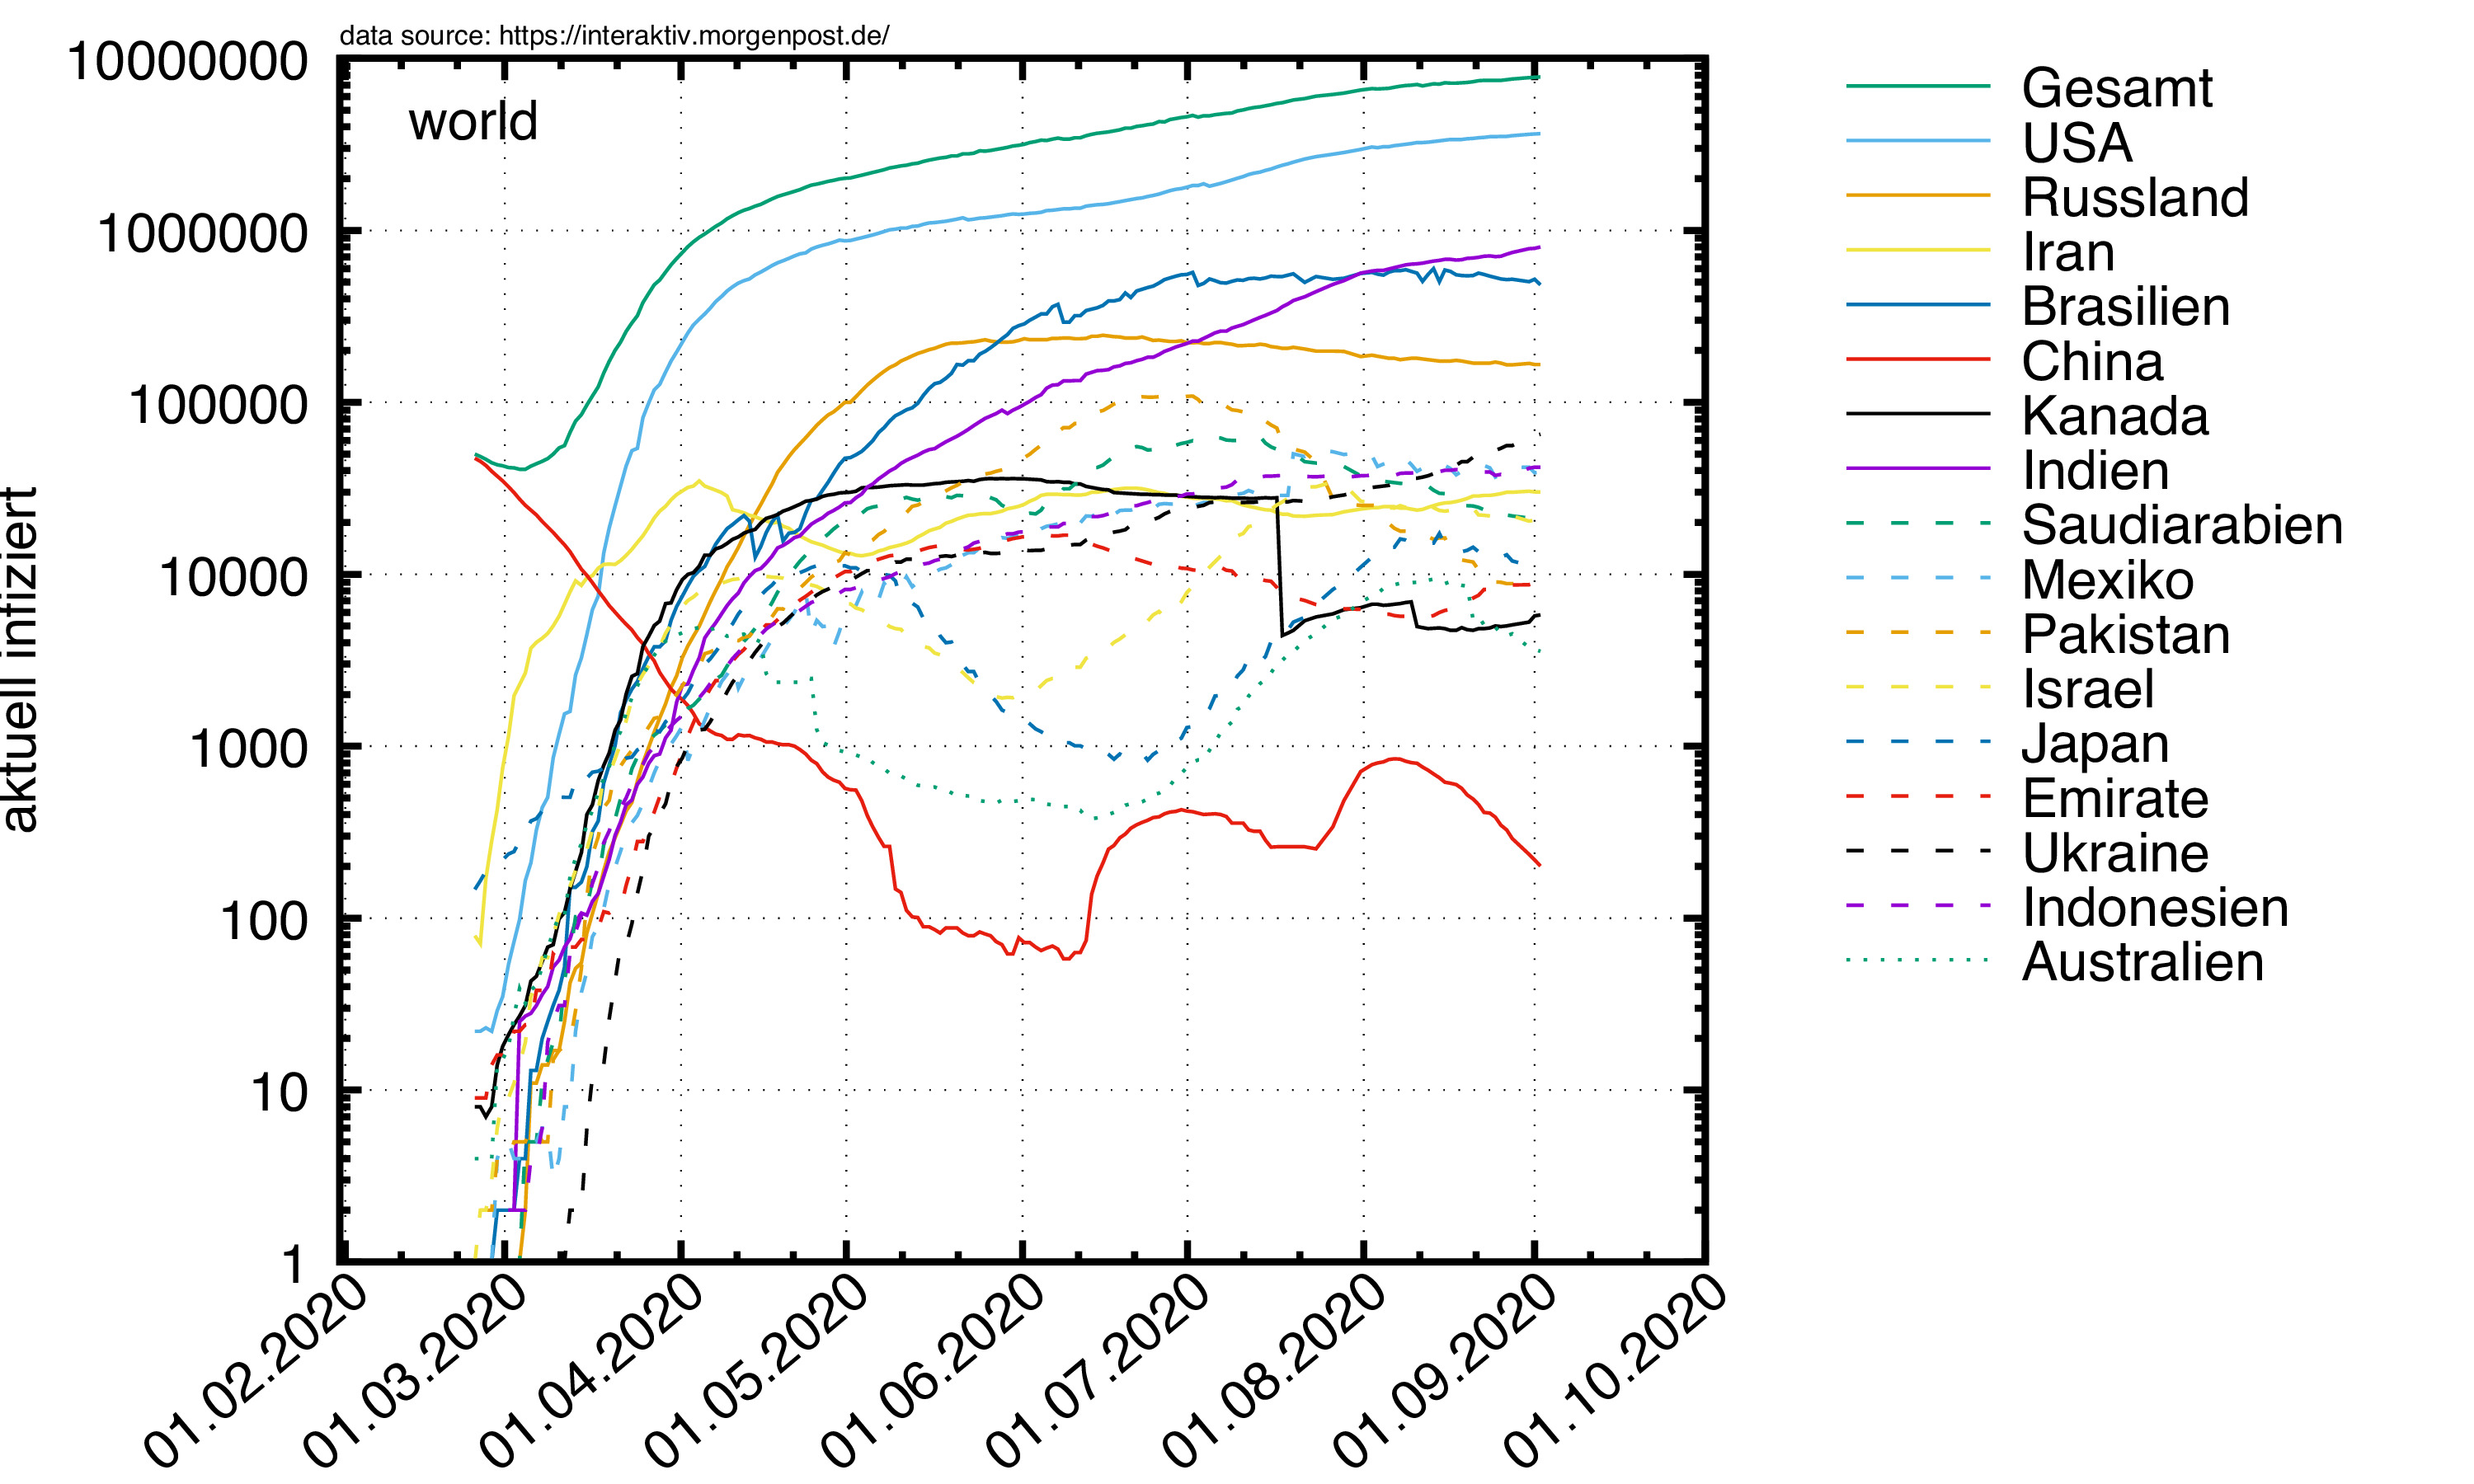 data source: https://interaktiv.morgenpost.de/
world
aktuell infiziert
10000000
1000000
100000
10000
1000
100
10
1
01.02.2020
01.03.2020
01.04.2020
01.05.2020
01.06.2020
01.07.2020
01.08.2020
01.09.2020
01.10.2020
Gesamt
USA
Russland
Iran
Brasilien
China
Kanada
Indien
Saudiarabien
Mexiko
Pakistan
Israel
Japan
Emirate
Ukraine
Indonesien
Australien